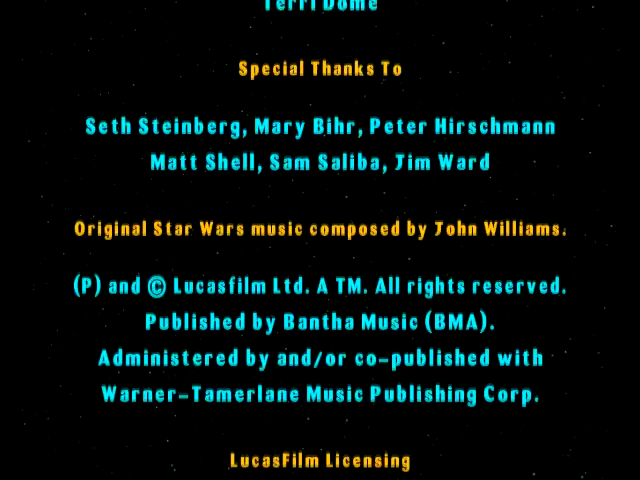 Terri Dome
Special Thanks To
Seth Steinberg, Mary Bihr, Peter Hirschmann
Matt Shell, Sam Saliba, Jim Ward
Original Star Wars music composed by John Williams.
(P) and © Lucasfilm Ltd. A TM. All rights reserved.
Published by Bantha Music (BMA).
Administered by and/or co-published with
Warner-Tamerlane Music Publishing Corp.
LucasFilm Licensing